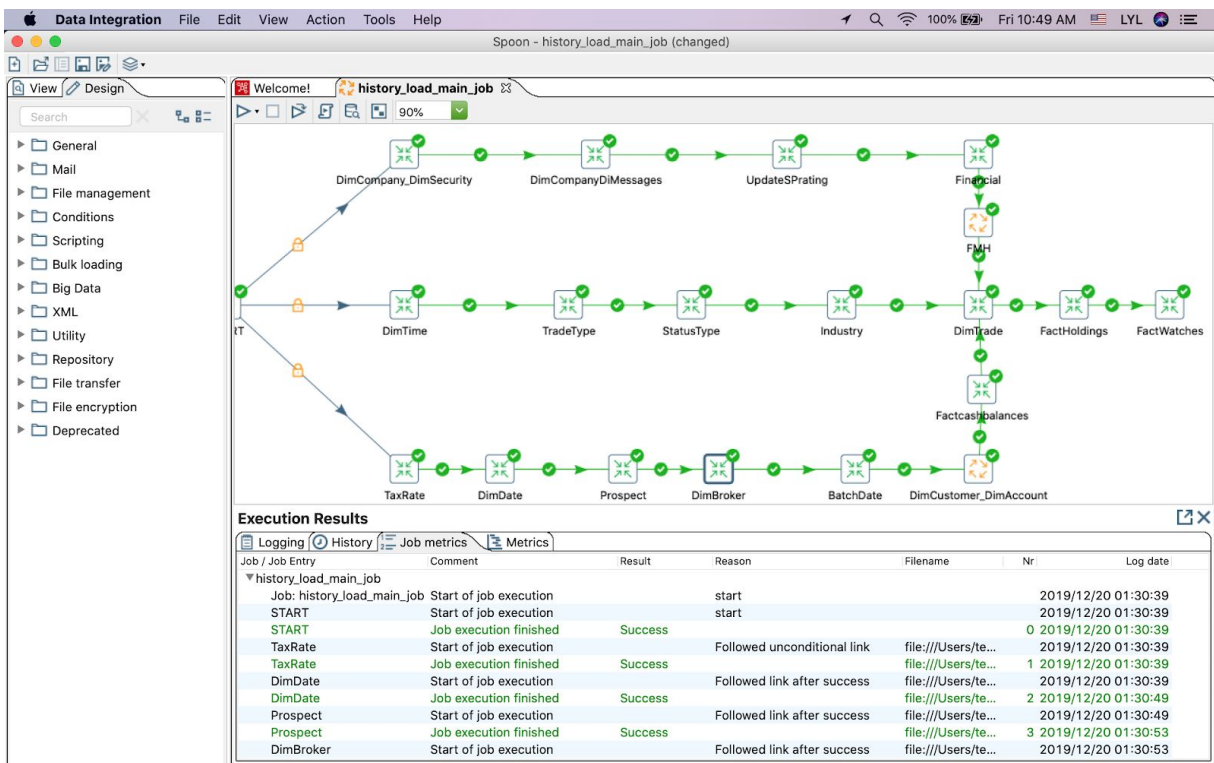 Data Integration File Edit View Action Tools Help 100% Fri 10:49 AM LYL
Spoon - history_load_main_job (changed)
View Design Welcome! history_load_main_job
Search 90%
General
Mail
File management
Conditions
Scripting
Bulk loading
Big Data
XML
Utility
Repository
File transfer
File encryption
Deprecated
DimCompany_DimSecurity DimCompanyDiMessages UpdateSPrating Financial
FMH
RT DimTime TradeType StatusType Industry DimTrade FactHoldings FactWatches
Factcashbalances
TaxRate DimDate Prospect DimBroker BatchDate DimCustomer_DimAccount
Execution Results
Logging History Job metrics Metrics
Job / Job Entry Comment Result Reason Filename Nr Log date
history_load_main_job
Job: history_load_main_job Start of job execution start 2019/12/20 01:30:39
START Start of job execution start 2019/12/20 01:30:39
START Job execution finished Success 0 2019/12/20 01:30:39
TaxRate Start of job execution Followed unconditional link file:///Users/te... 2019/12/20 01:30:39
TaxRate Job execution finished Success file:///Users/te... 1 2019/12/20 01:30:39
DimDate Start of job execution Followed link after success file:///Users/te... 2019/12/20 01:30:39
DimDate Job execution finished Success file:///Users/te... 2 2019/12/20 01:30:49
Prospect Start of job execution Followed link after success file:///Users/te... 2019/12/20 01:30:49
Prospect Job execution finished Success file:///Users/te... 3 2019/12/20 01:30:53
DimBroker Start of job execution Followed link after success file:///Users/te... 2019/12/20 01:30:53